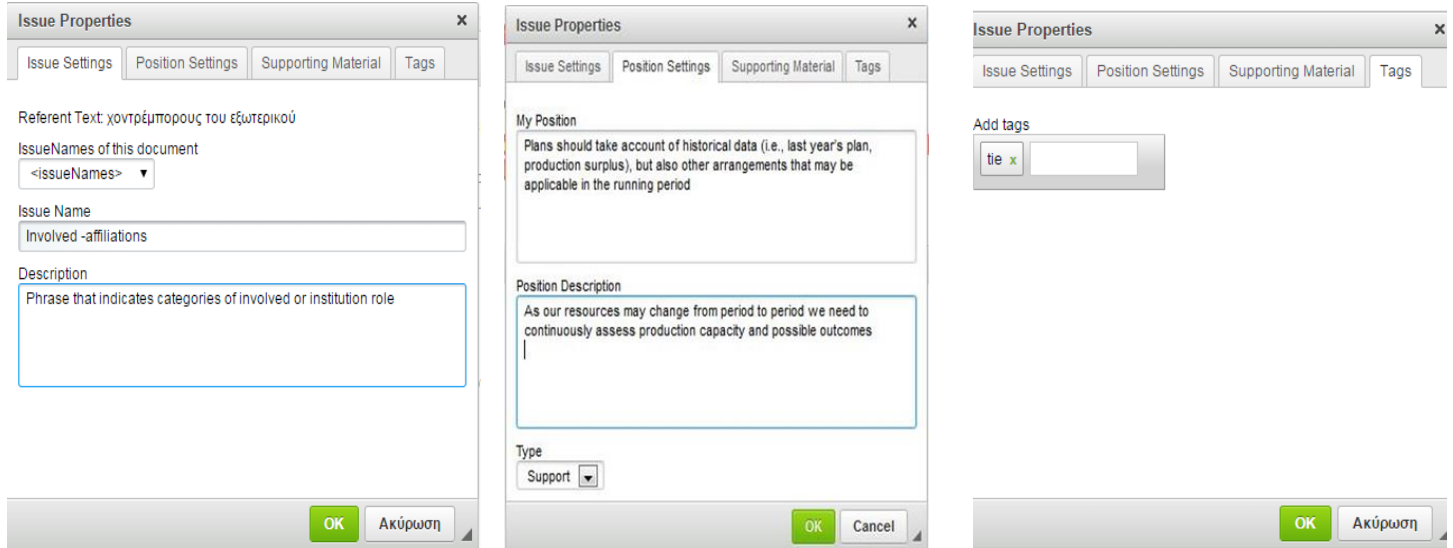 Issue Properties
x
Issue Settings
Position Settings
Supporting Material
Tags
Referent Text: χοντρέμπορους του εξωτερικού
IssueNames of this document
<issueNames>
Issue Name
Involved -affiliations
Description
Phrase that indicates categories of involved or institution role
OK
Ακύρωση
Issue Properties
x
Issue Settings
Position Settings
Supporting Material
Tags
My Position
Plans should take account of historical data (i.e., last year's plan,
production surplus), but also other arrangements that may be
applicable in the running period
Position Description
As our resources may change from period to period we need to
continuously assess production capacity and possible outcomes
Type
Support
OK
Cancel
Issue Properties
x
Issue Settings
Position Settings
Supporting Material
Tags
Add tags
tie x
OK
Ακύρωση